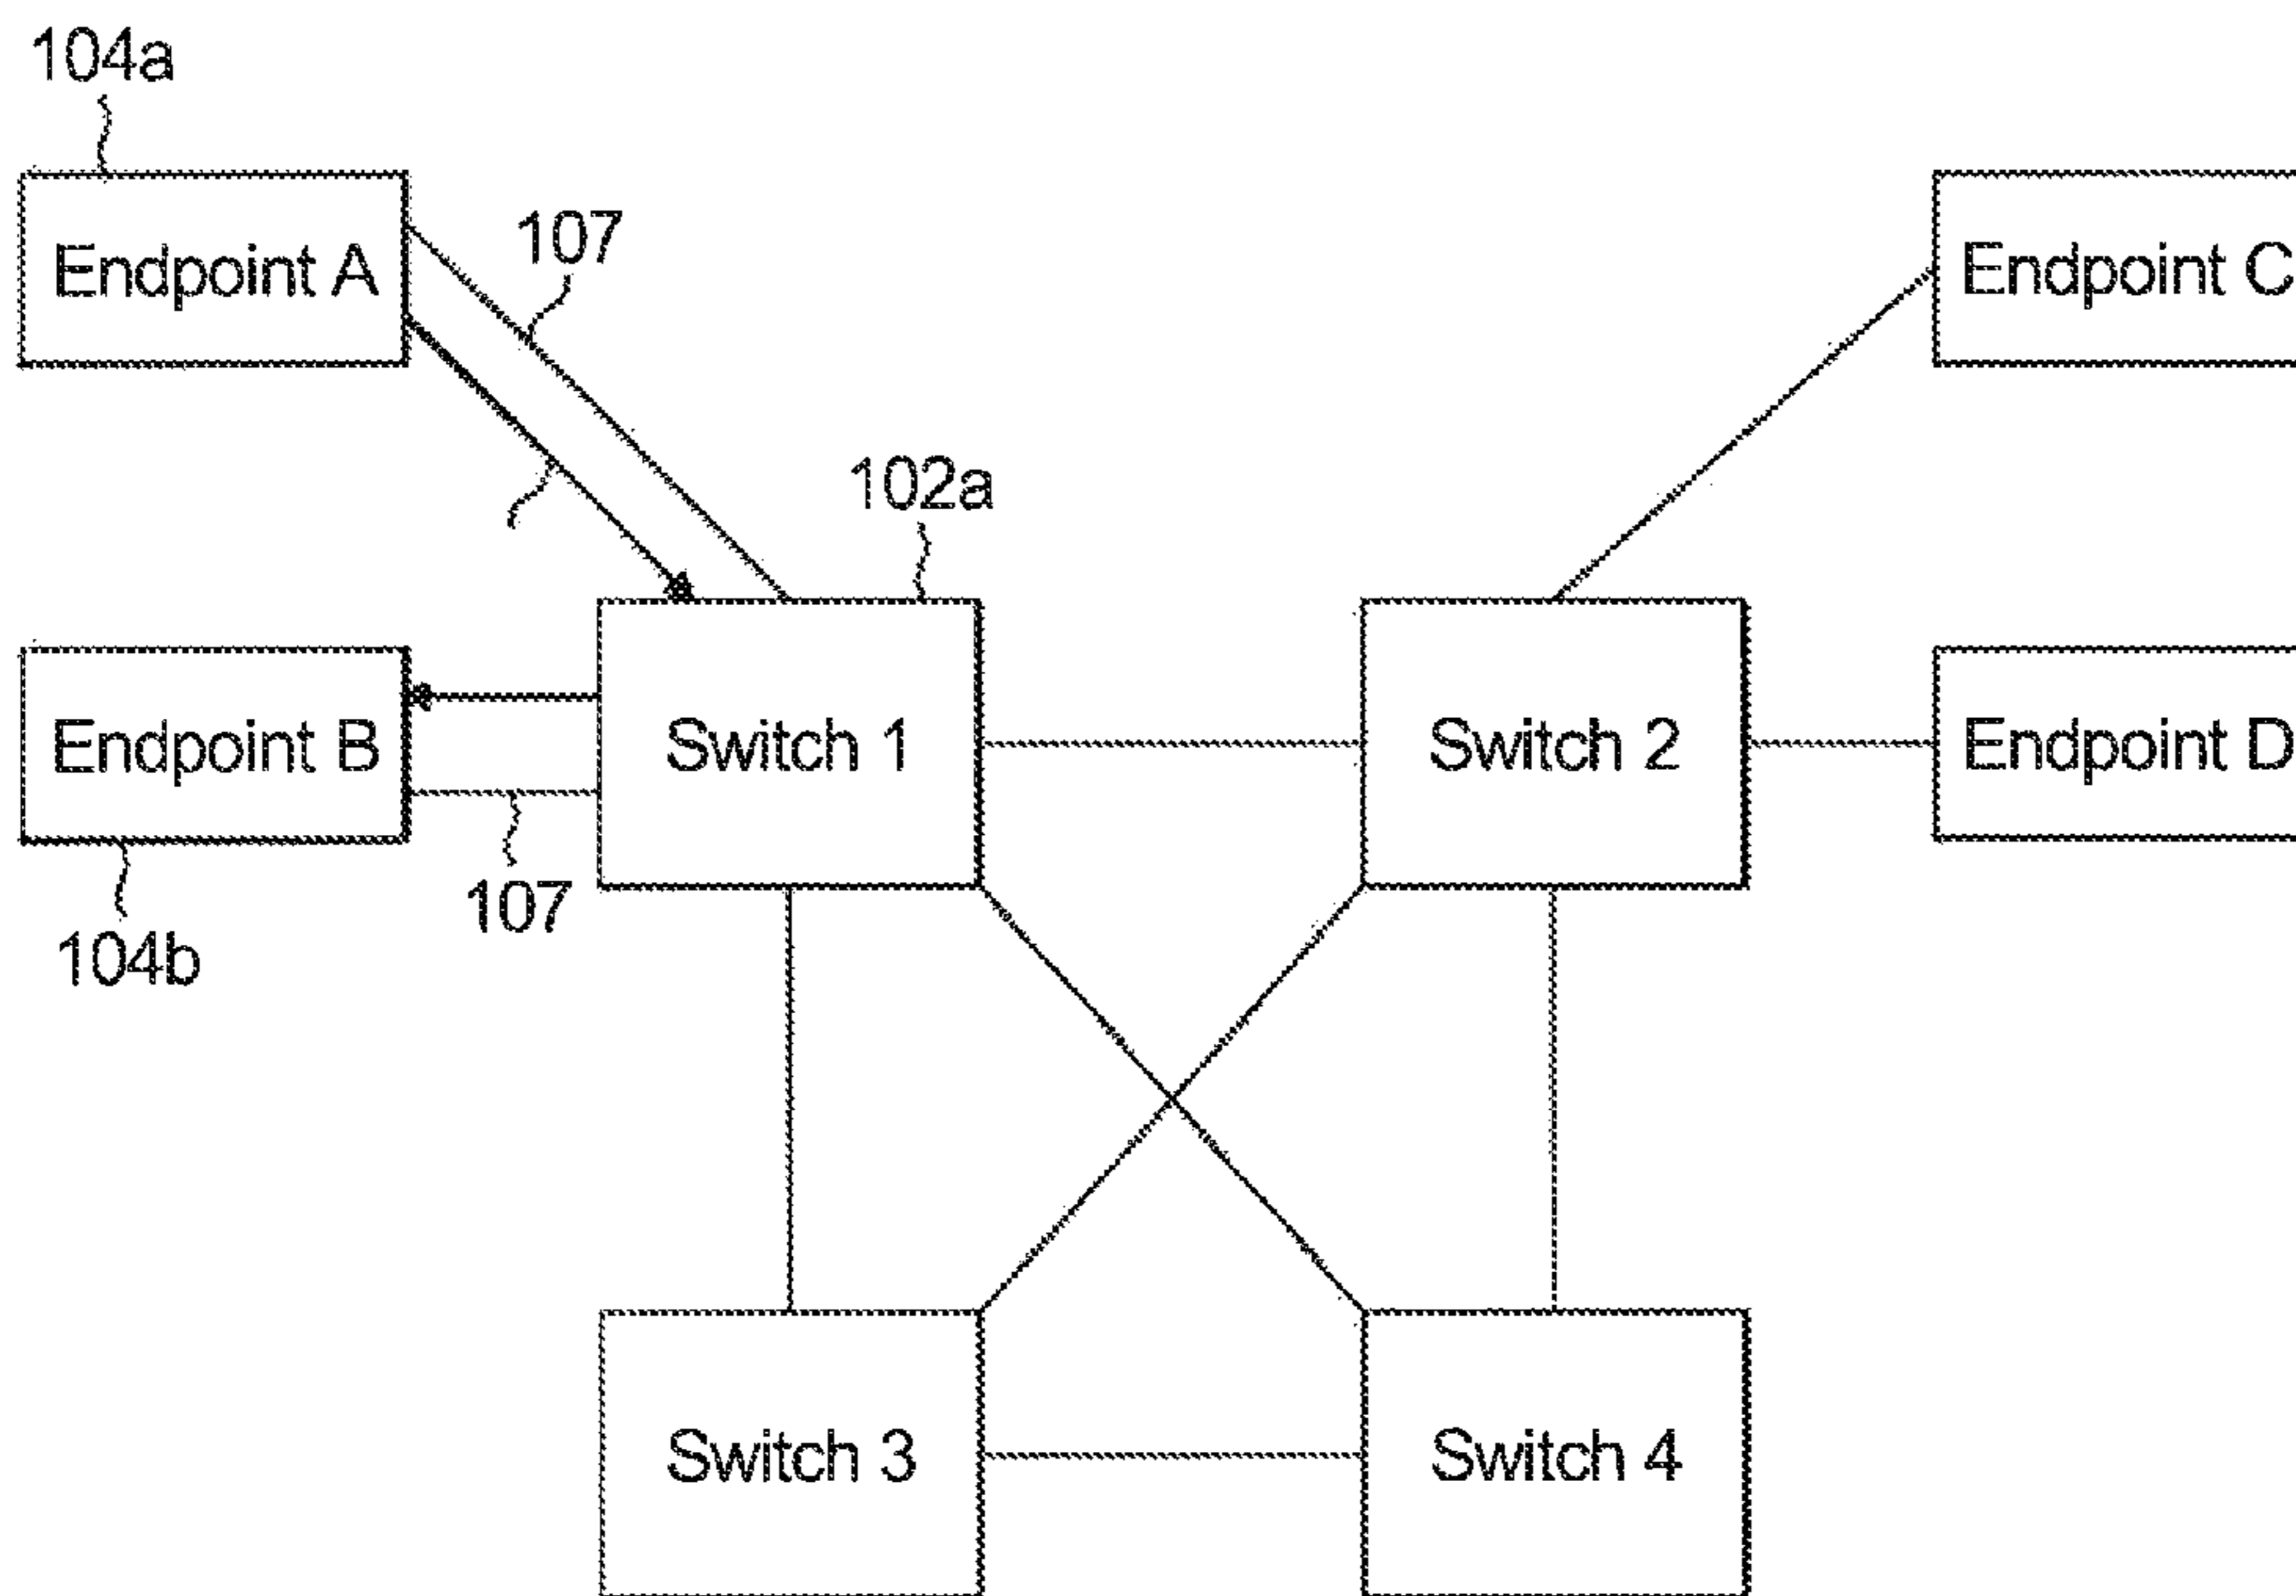 104a
107
Endpoint A
Endpoint C
102a
Endpoint B
Switch 1
Switch 2
Endpoint D
107
104b
Switch 3
Switch 4